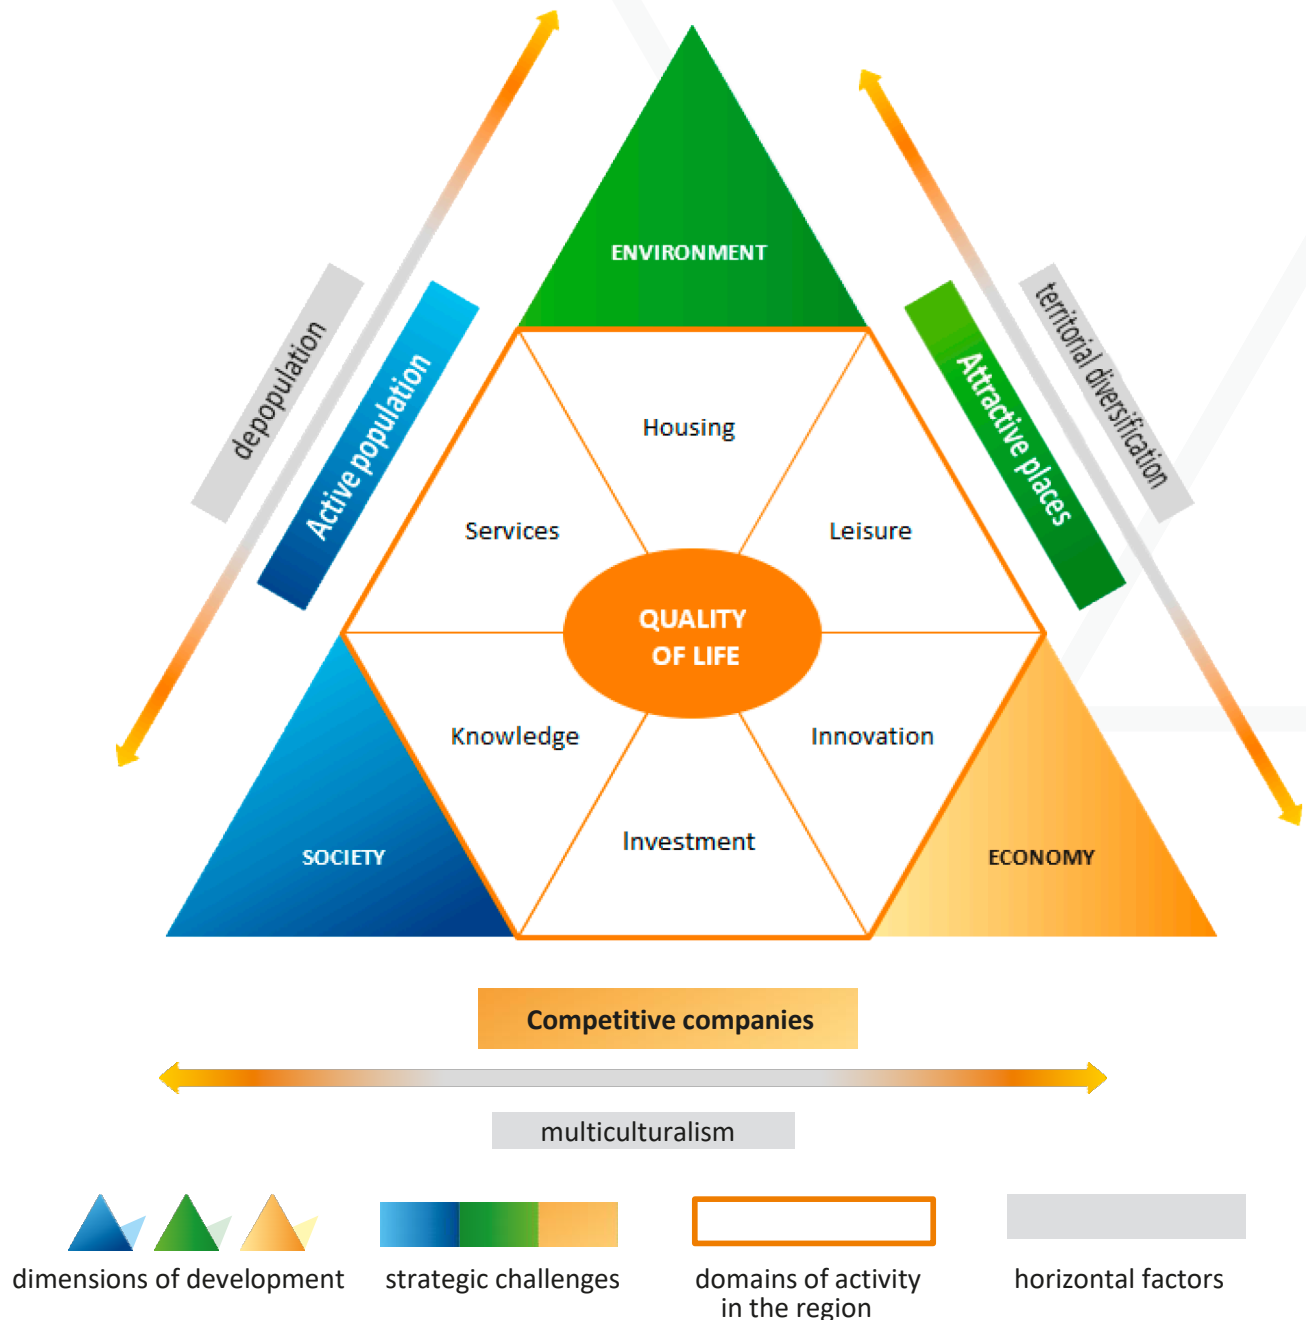 ENVIRONMENT
depopulation
Active population
Attractive places
territorial diversification
Housing
Services
Leisure
QUALITY
OF LIFE
Knowledge
Innovation
Investment
SOCIETY
ECONOMY
Competitive companies
multiculturalism
dimensions of development
strategic challenges
domains of activity
in the region
horizontal factors